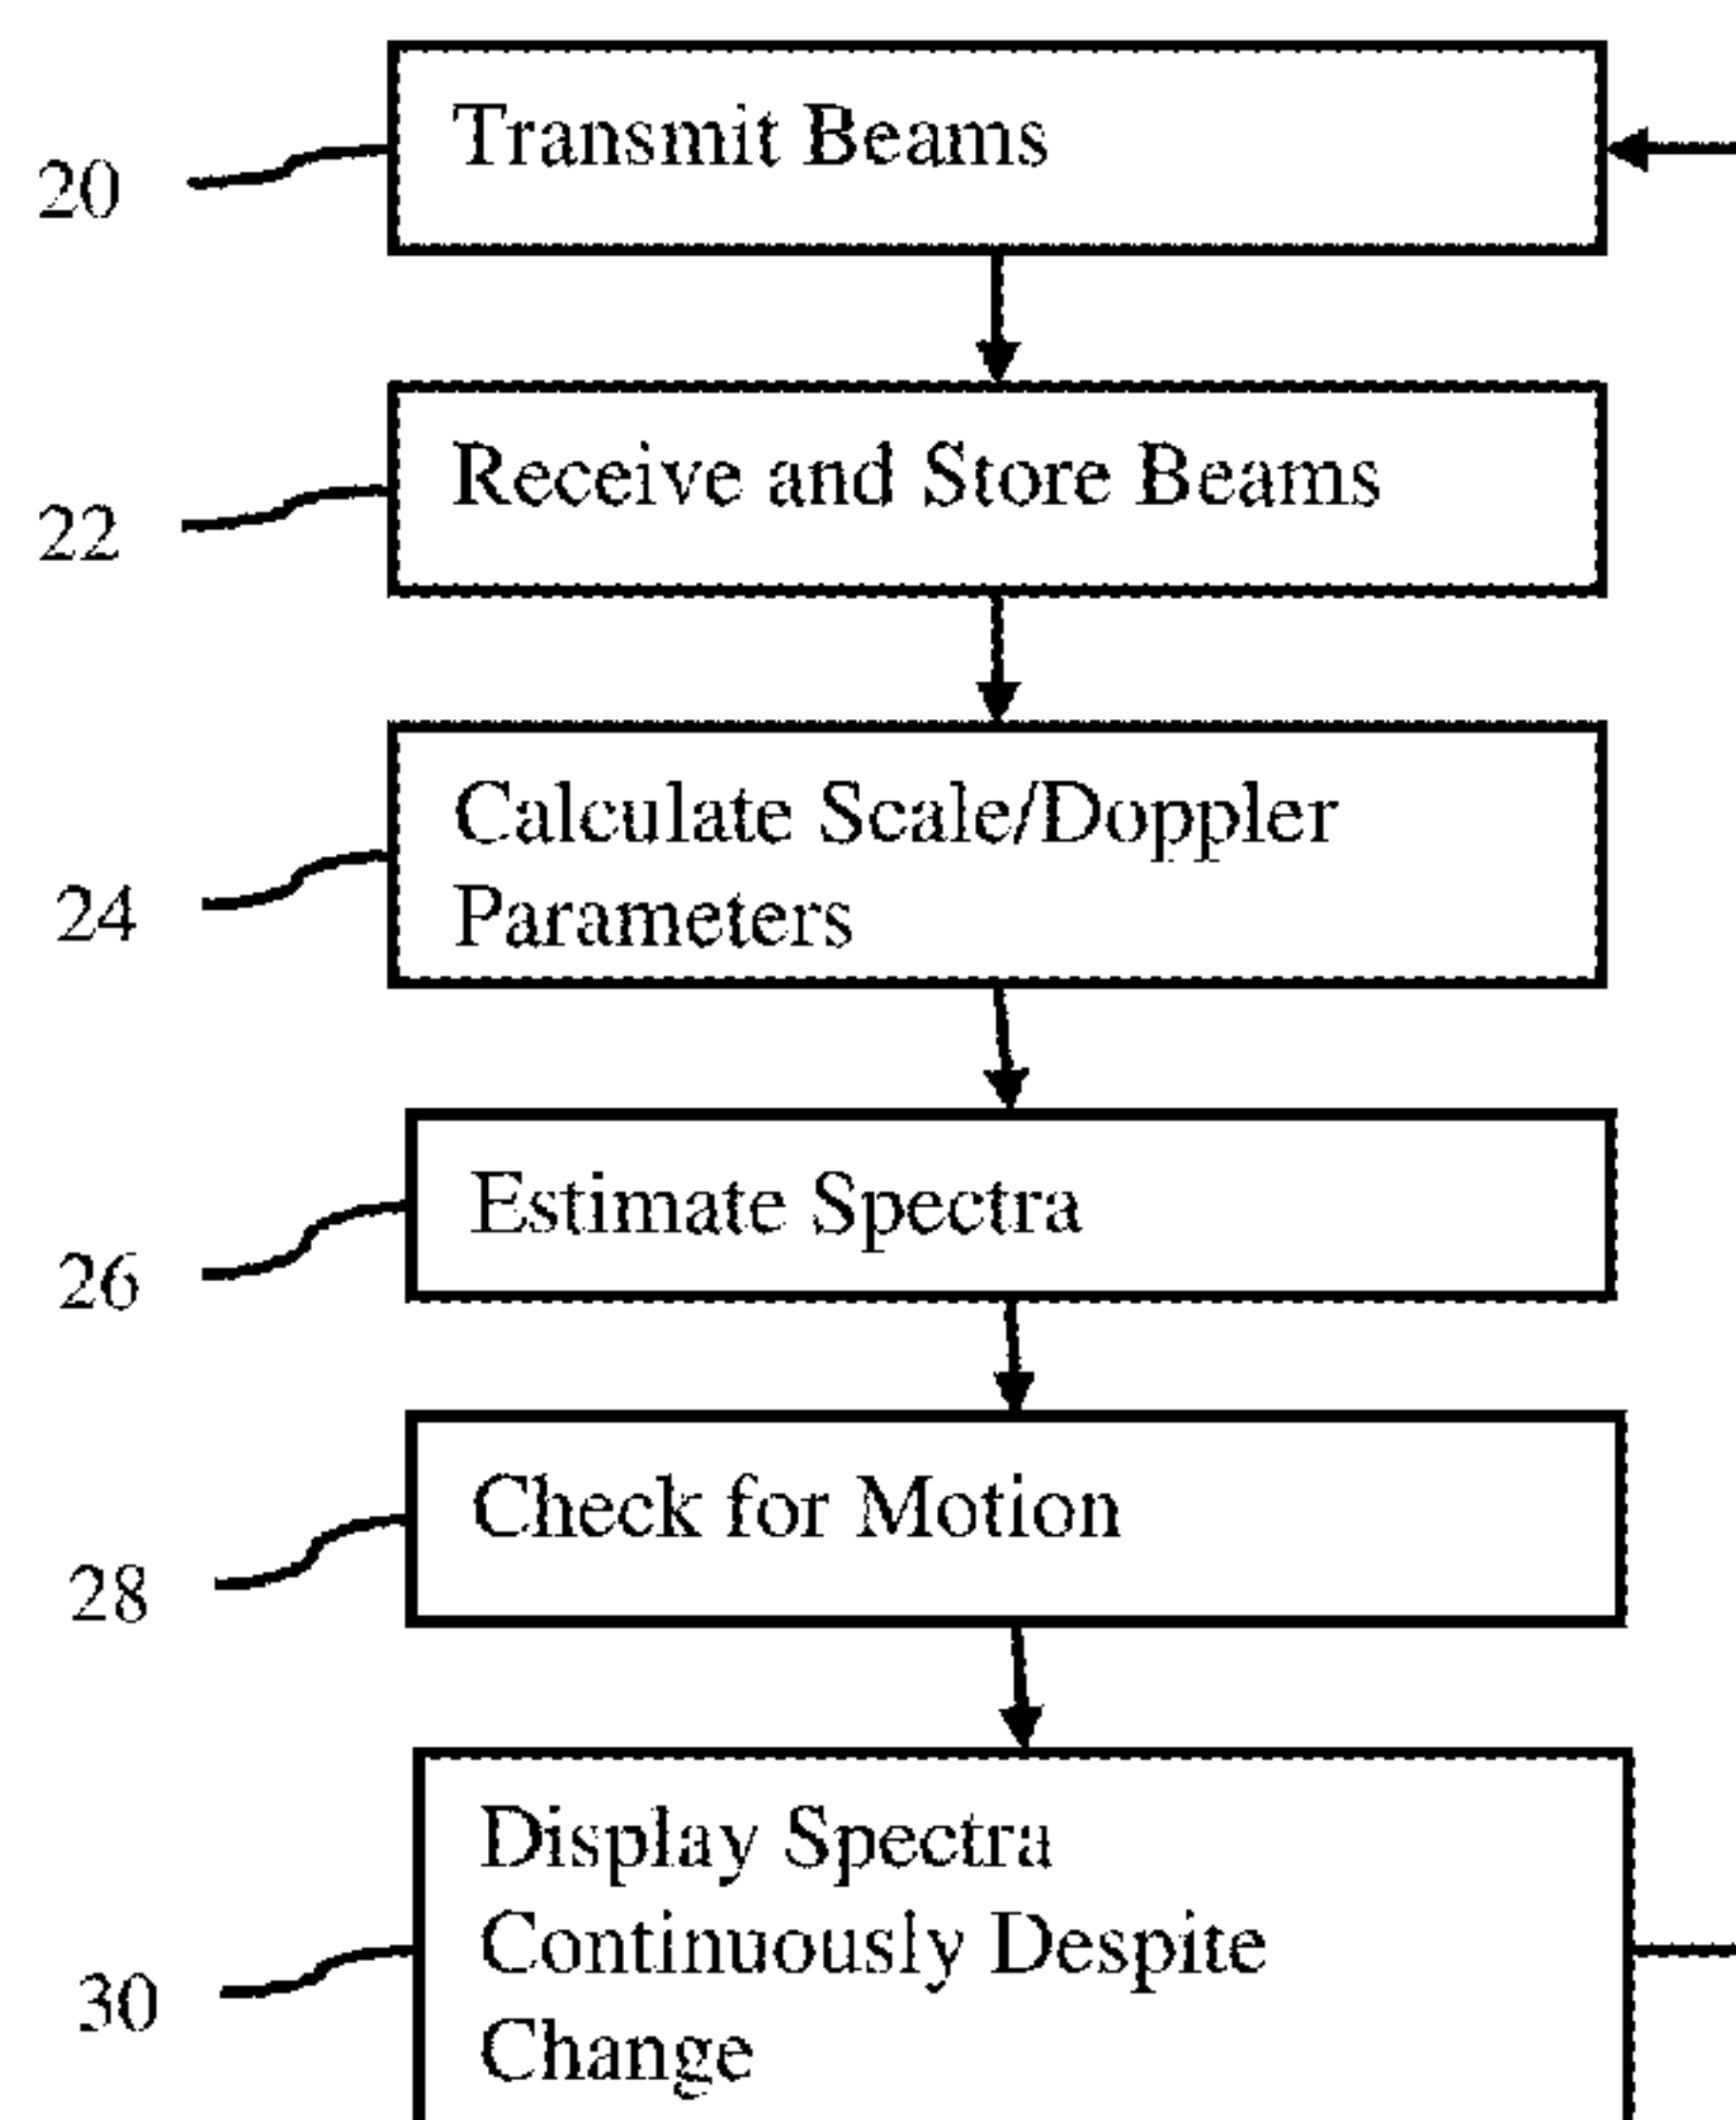 20
Transmit Beams
22
Receive and Store Beams
24
Calculate Scale/Doppler
Parameters
26
Estimate Spectra
28
Check for Motion
30
Display Spectra
Continuously Despite
Change